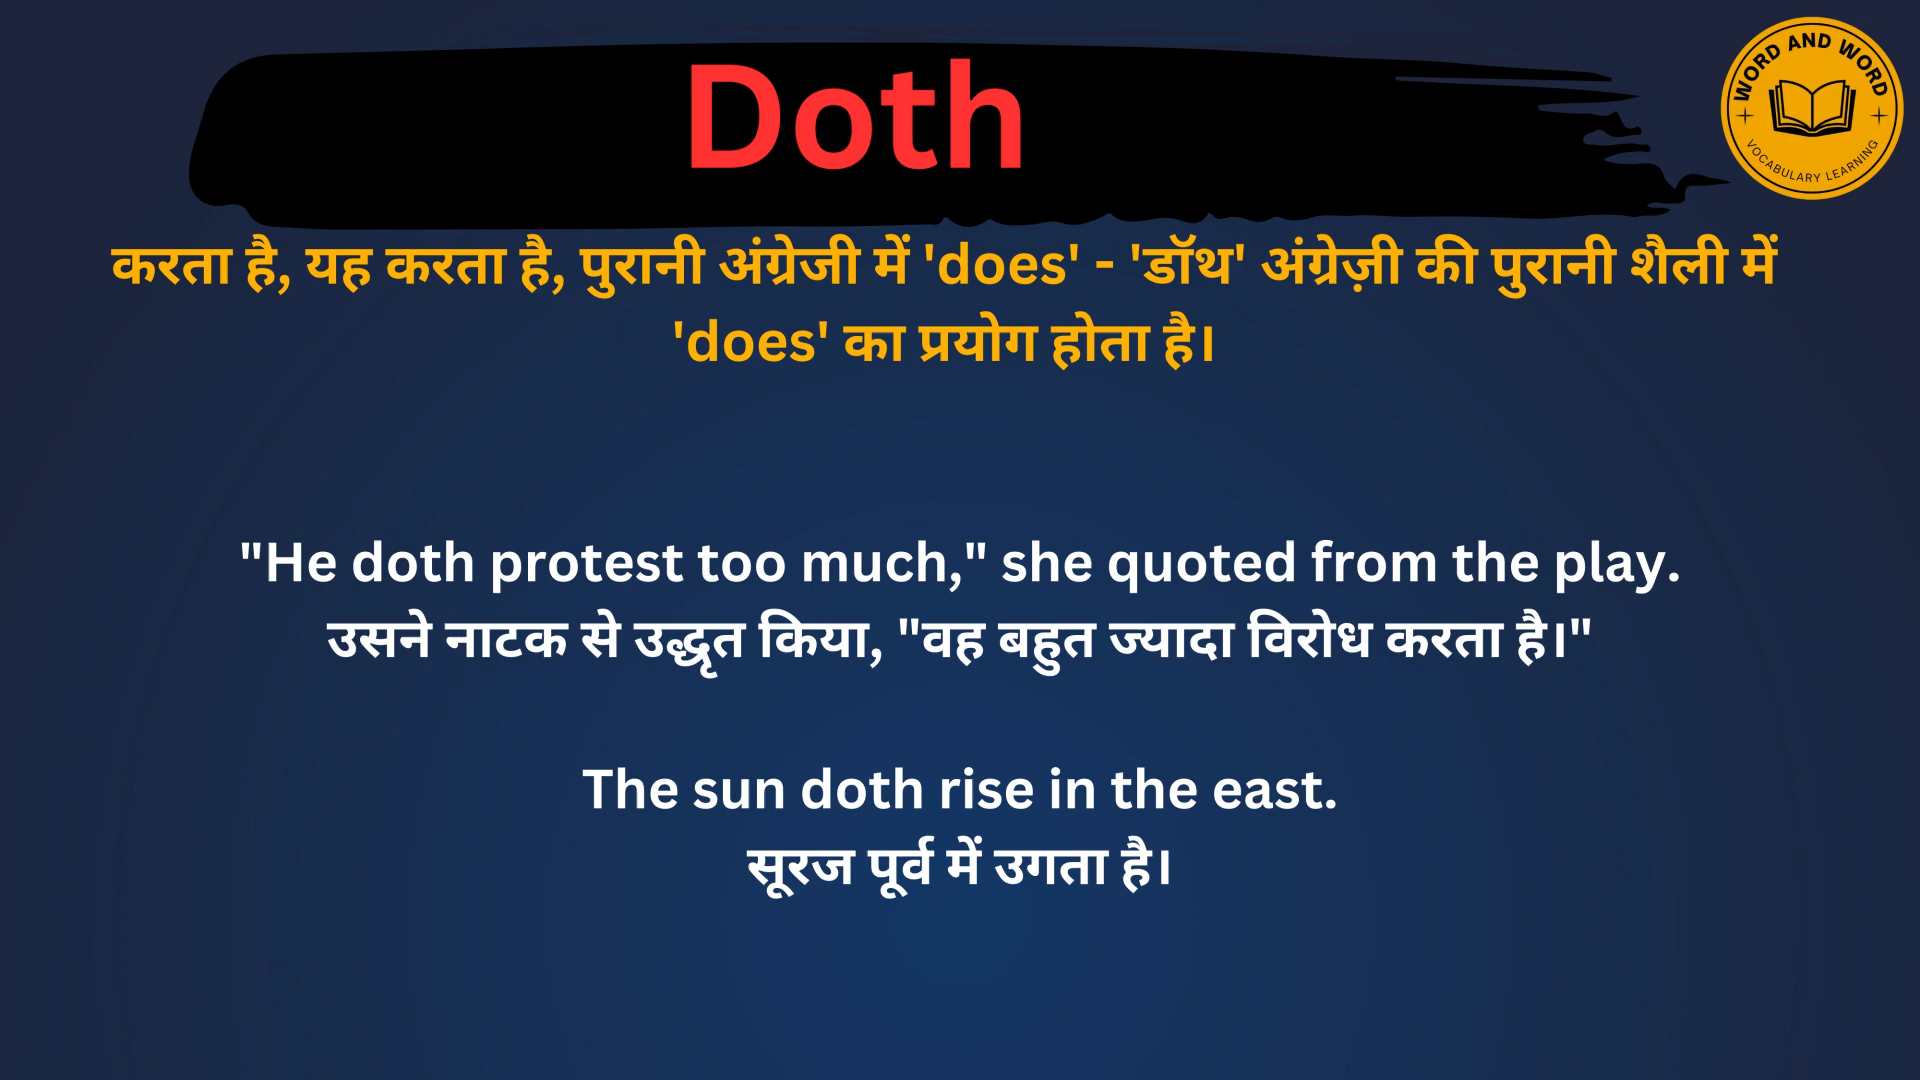 Doth
WORD AND WORD
VOCABULARY LEARNING
करता है, यह करता है, पुरानी अंग्रेजी में 'does' - 'डॉथ' अंग्रेज़ी की पुरानी शैली में
'does' का प्रयोग होता है।
"He doth protest too much," she quoted from the play.
उसने नाटक से उद्धृत किया, "वह बहुत ज्यादा विरोध करता है।"
The sun doth rise in the east.
सूरज पूर्व में उगता है।